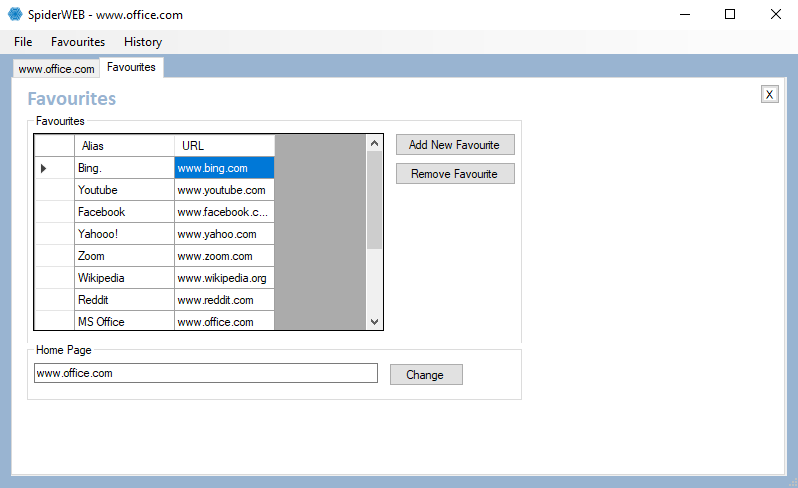 SpiderWEB - www.office.com
File Favourites History
www.office.com Favourites
Favourites
X
Favourites
Alias URL
Bing. www.bing.com
Youtube www.youtube.com
Facebook www.facebook.c...
Yahooo! www.yahoo.com
Zoom www.zoom.com
Wikipedia www.wikipedia.org
Reddit www.reddit.com
MS Office www.office.com
Add New Favourite
Remove Favourite
Home Page
www.office.com
Change